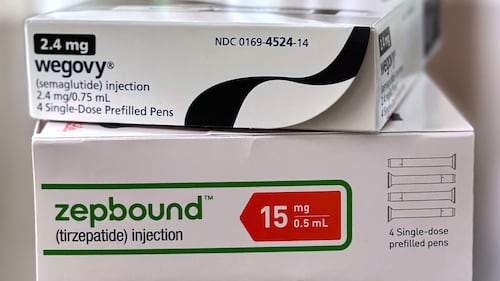 2.4 mg
NDC 0169-4524-14
wegovy®
(semaglutide) injection
2.4 mg/0.75 mL
4 Single-Dose Prefilled Pens
zepbound™
(tirzepatide) injection
15 mg
0.5 mL
4 Single-dose
prefilled pens